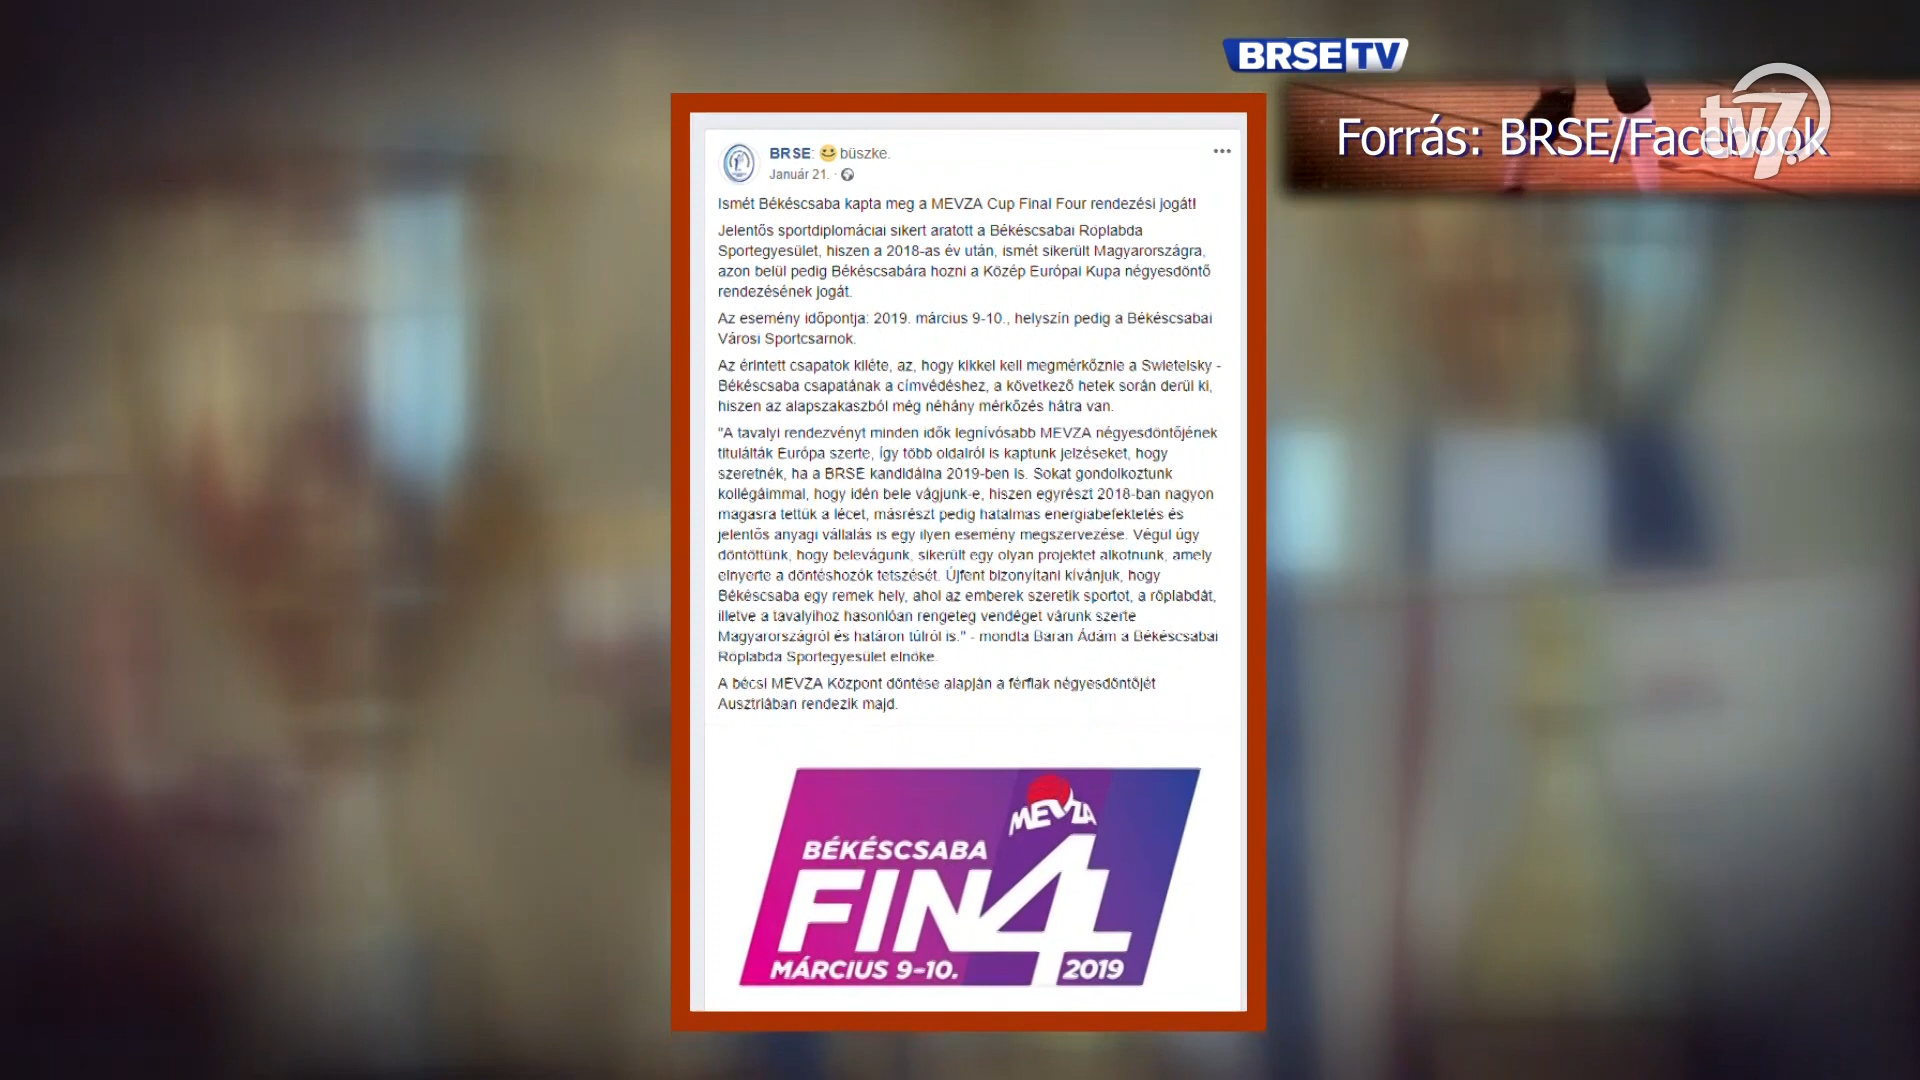 BRSE TV
tv7
Forrás: BRSE/Facebook
BRSE: büszke.
Január 21. ·
Ismét Békéscsaba kapta meg a MEVZA Cup Final Four rendezési jogát!
Jelentős sportdiplomáciai sikert aratott a Békéscsabai Röplabda
Sportegyesület, hiszen a 2018-as év után, ismét sikerült Magyarországra,
azon belül pedig Békéscsabára hozni a Közép Európai Kupa négyesdöntő
rendezésének jogát.
Az esemény időpontja: 2019. március 9-10., helyszín pedig a Békéscsabai
Városi Sportcsarnok.
Az érintett csapatok kiléte, az, hogy kikkel kell megmérkőznie a Swietelsky -
Békéscsaba csapatának a címvédéshez, a következő hetek során derül ki,
hiszen az alapszakaszból még néhány mérkőzés hátra van.
"A tavalyi rendezvényt minden idők legnívósabb MEVZA négyesdöntőjének
titulálták Európa szerte, így több oldalról is kaptunk jelzéseket, hogy
szeretnék, ha a BRSE kandidálna 2019-ben is. Sokat gondolkoztunk
kollégáimmal, hogy idén bele vágjunk-e, hiszen egyrészt 2018-ban nagyon
magasra tettük a lécet, másrészt pedig hatalmas energiabefektetés és
jelentős anyagi vállalás is egy ilyen esemény megszervezése. Végül úgy
döntöttünk, hogy belevágunk, sikerült egy olyan projektet alkotnunk, amely
elnyerte a döntéshozók tetszését. Újfent bizonyítani kívánjuk, hogy
Békéscsaba egy remek hely, ahol az emberek szeretik sportot, a röplabdát,
illetve a tavalyihoz hasonlóan rengeteg vendéget várunk szerte
Magyarországról és határon túlról is." - mondta Baran Ádám a Békéscsabai
Röplabda Sportegyesület elnöke.
A bécsi MEVZA Központ döntése alapján a férfiak négyesdöntőjét
Ausztriában rendezik majd.
MEVZA
BÉKÉSCSABA
FIN4L
MÁRCIUS 9-10. 2019